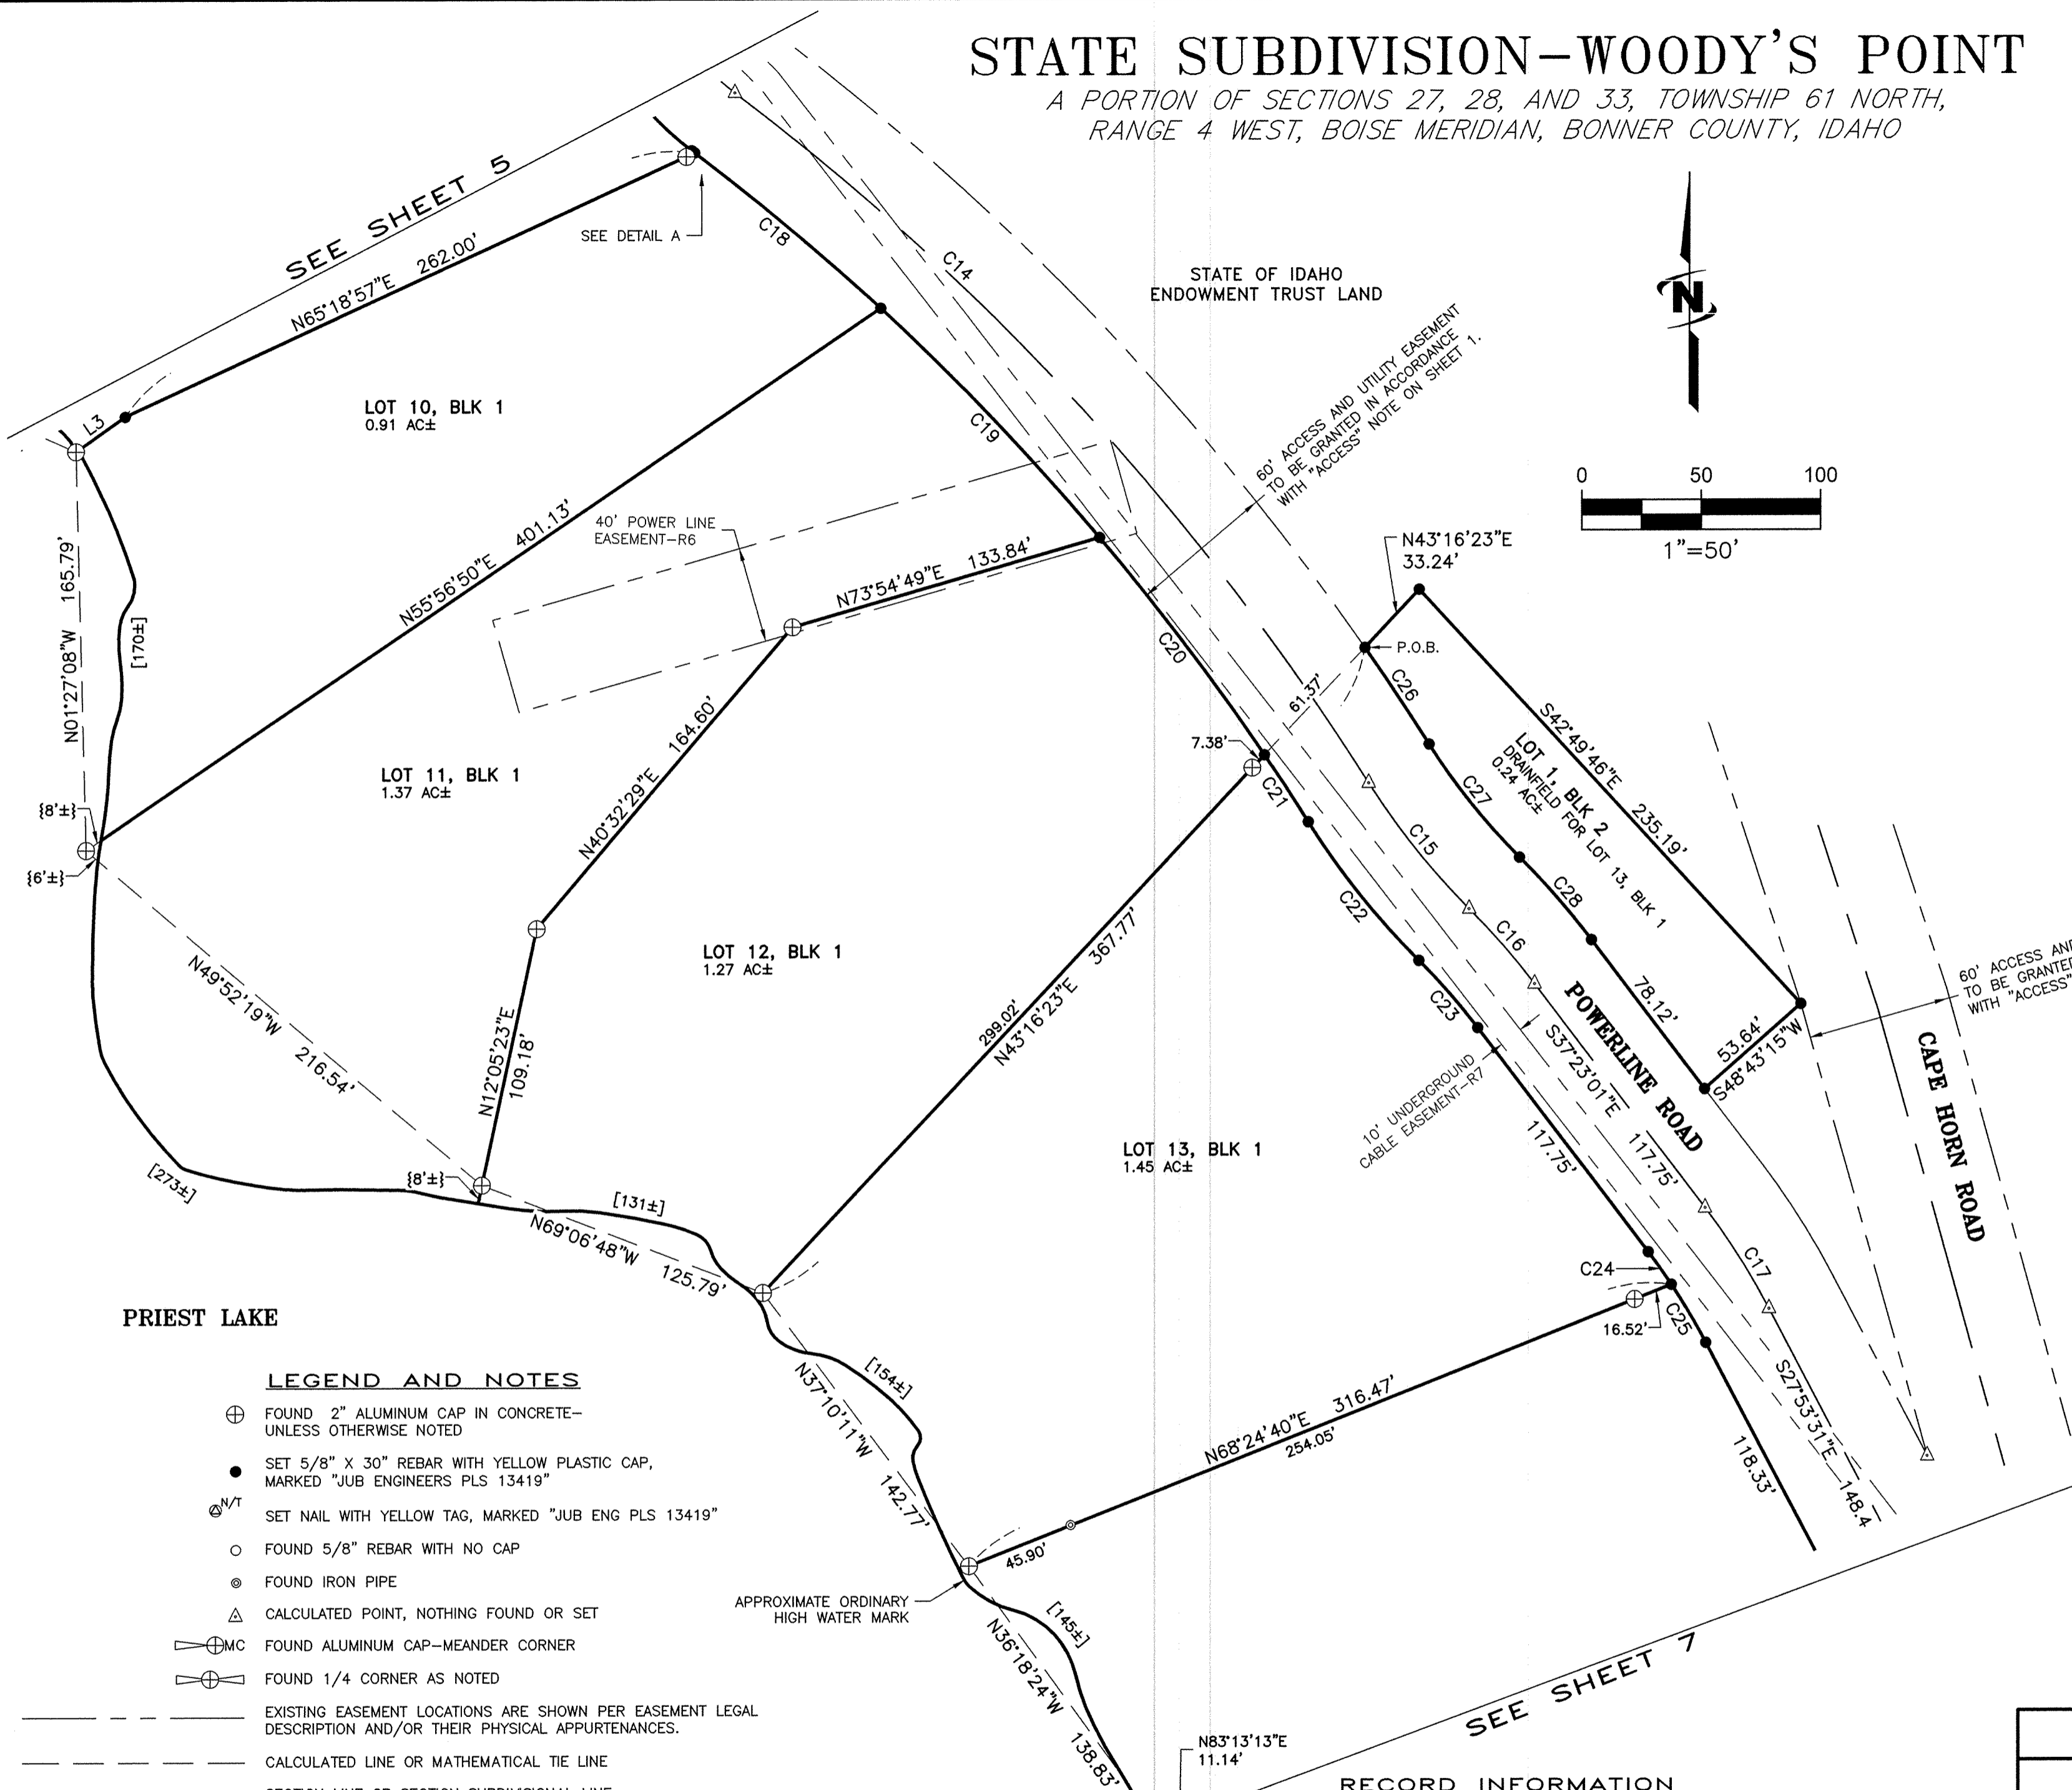 STATE SUBDIVISION–WOODY'S POINT
A PORTION OF SECTIONS 27, 28, AND 33, TOWNSHIP 61 NORTH,
RANGE 4 WEST, BOISE MERIDIAN, BONNER COUNTY, IDAHO
SEE SHEET 5
N65°18'57"E 262.00'
SEE DETAIL A
C18
C14
STATE OF IDAHO
ENDOWMENT TRUST LAND
N
60' ACCESS AND UTILITY EASEMENT
TO BE GRANTED IN ACCORDANCE
WITH "ACCESS" NOTE ON SHEET 1.
0 50 100
1"=50'
L3
LOT 10, BLK 1
0.91 AC±
C19
N01°27'08"W 165.79'
[170±]
N55°56'50"E 401.13'
40' POWER LINE
EASEMENT-R6
N73°54'49"E 133.84'
C20
N43°16'23"E
33.24'
P.O.B.
61.37'
7.38'
C26
S42°49'46"E 235.19'
LOT 1, BLK 2
DRAINFIELD FOR LOT 13, BLK 1
0.24 AC±
C27
C28
78.12'
53.64'
S48°43'15"W
60' ACCESS AND
TO BE GRANTED
WITH "ACCESS"
CAPE HORN ROAD
{8'±}
{6'±}
LOT 11, BLK 1
1.37 AC±
N40°32'29"E 164.60'
C21
C15
C22
C16
C23
POWERLINE ROAD
S37°23'01"E 117.75'
10' UNDERGROUND
CABLE EASEMENT-R7
117.75'
N49°52'19"W 216.54'
N12°05'23"E
109.18'
LOT 12, BLK 1
1.27 AC±
299.02'
N43°16'23"E 367.77'
LOT 13, BLK 1
1.45 AC±
[273±]
{8'±}
[131±]
N69°06'48"W 125.79'
C24
C25
C17
16.52'
S27°53'31"E 148.4
118.33'
N68°24'40"E 316.47'
254.05'
45.90'
[154±]
N37°10'11"W 142.77'
APPROXIMATE ORDINARY
HIGH WATER MARK
[145±]
N36°18'24"W 138.83'
N83°13'13"E
11.14'
SEE SHEET 7
RECORD INFORMATION
PRIEST LAKE
LEGEND AND NOTES
FOUND 2" ALUMINUM CAP IN CONCRETE–
UNLESS OTHERWISE NOTED
SET 5/8" X 30" REBAR WITH YELLOW PLASTIC CAP,
MARKED "JUB ENGINEERS PLS 13419"
N/T
SET NAIL WITH YELLOW TAG, MARKED "JUB ENG PLS 13419"
FOUND 5/8" REBAR WITH NO CAP
FOUND IRON PIPE
CALCULATED POINT, NOTHING FOUND OR SET
MC FOUND ALUMINUM CAP–MEANDER CORNER
FOUND 1/4 CORNER AS NOTED
EXISTING EASEMENT LOCATIONS ARE SHOWN PER EASEMENT LEGAL
DESCRIPTION AND/OR THEIR PHYSICAL APPURTENANCES.
CALCULATED LINE OR MATHEMATICAL TIE LINE